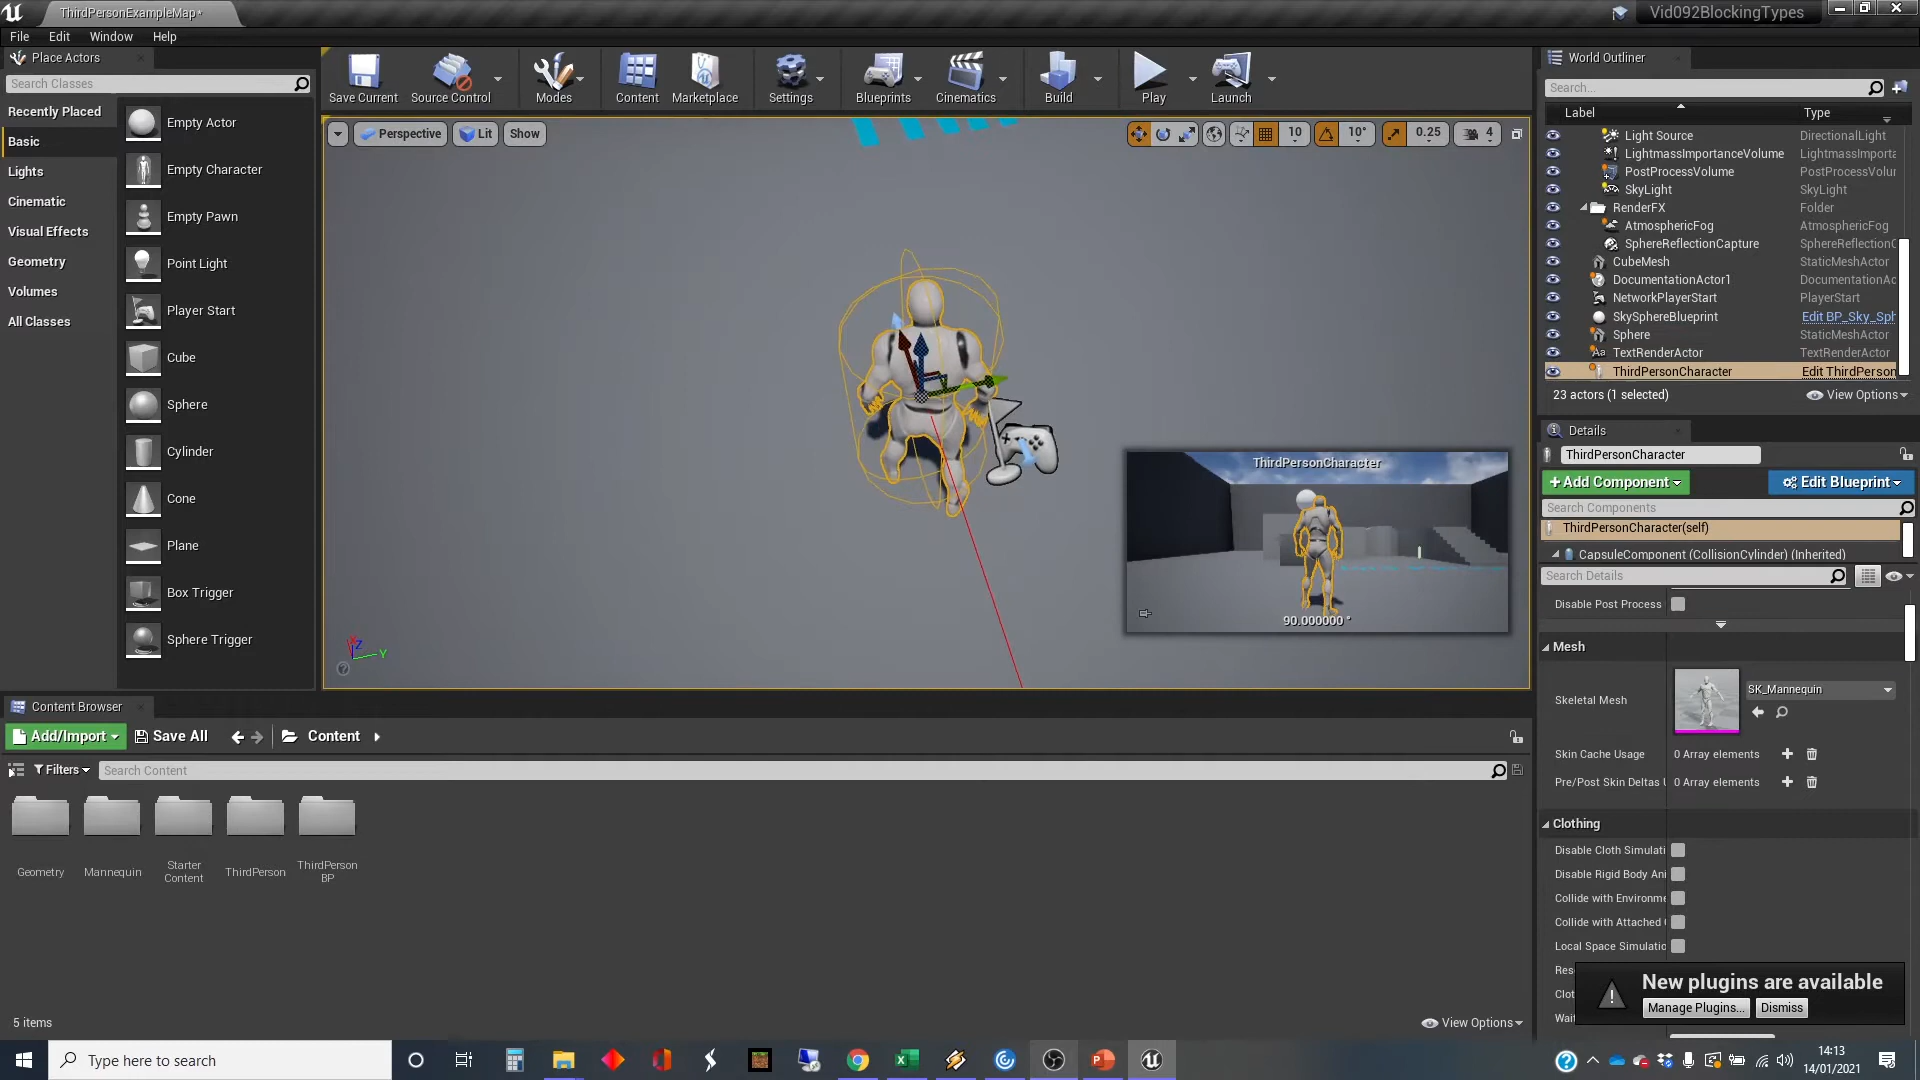 ThirdPersonExampleMap*
Vid092BlockingTypes
File Edit Window Help
Place Actors
Search Classes
Recently Placed
Basic
Lights
Cinematic
Visual Effects
Geometry
Volumes
All Classes
Empty Actor
Empty Character
Empty Pawn
Point Light
Player Start
Cube
Sphere
Cylinder
Cone
Plane
Box Trigger
Sphere Trigger
Save Current
Source Control
Modes
Content
Marketplace
Settings
Blueprints
Cinematics
Build
Play
Launch
Perspective
Lit
Show
10
10°
0.25
4
X
Z
Y
ThirdPersonCharacter
90.000000 °
World Outliner
Search...
Label Type
Light Source DirectionalLight
LightmassImportanceVolume Lightmass­Importa
PostProcessVolume PostProcessVolur
SkyLight SkyLight
RenderFX Folder
AtmosphericFog AtmosphericFog
SphereReflectionCapture SphereReflectionC
CubeMesh StaticMeshActor
DocumentationActor1 DocumentationAc
NetworkPlayerStart PlayerStart
SkySphereBlueprint Edit BP_Sky_Sph
Sphere StaticMeshActor
TextRenderActor TextRenderActor
ThirdPersonCharacter Edit ThirdPerson
23 actors (1 selected)
View Options
Details
ThirdPersonCharacter
+Add Component
Edit Blueprint
Search Components
ThirdPersonCharacter(self)
CapsuleComponent (CollisionCylinder) (Inherited)
Search Details
Disable Post Process
Mesh
Skeletal Mesh
SK_Mannequin
Skin Cache Usage 0 Array elements
Pre/Post Skin Deltas U 0 Array elements
Clothing
Disable Cloth Simulati
Disable Rigid Body Ani
Collide with Environme
Collide with Attached
Local Space Simulatio
Res
Clot
Wait
New plugins are available
Manage Plugins...
Dismiss
Content Browser
Add/Import
Save All
Content
Filters
Search Content
Geometry
Mannequin
Starter
Content
ThirdPerson
ThirdPerson
BP
5 items
View Options
Type here to search
14:13
14/01/2021